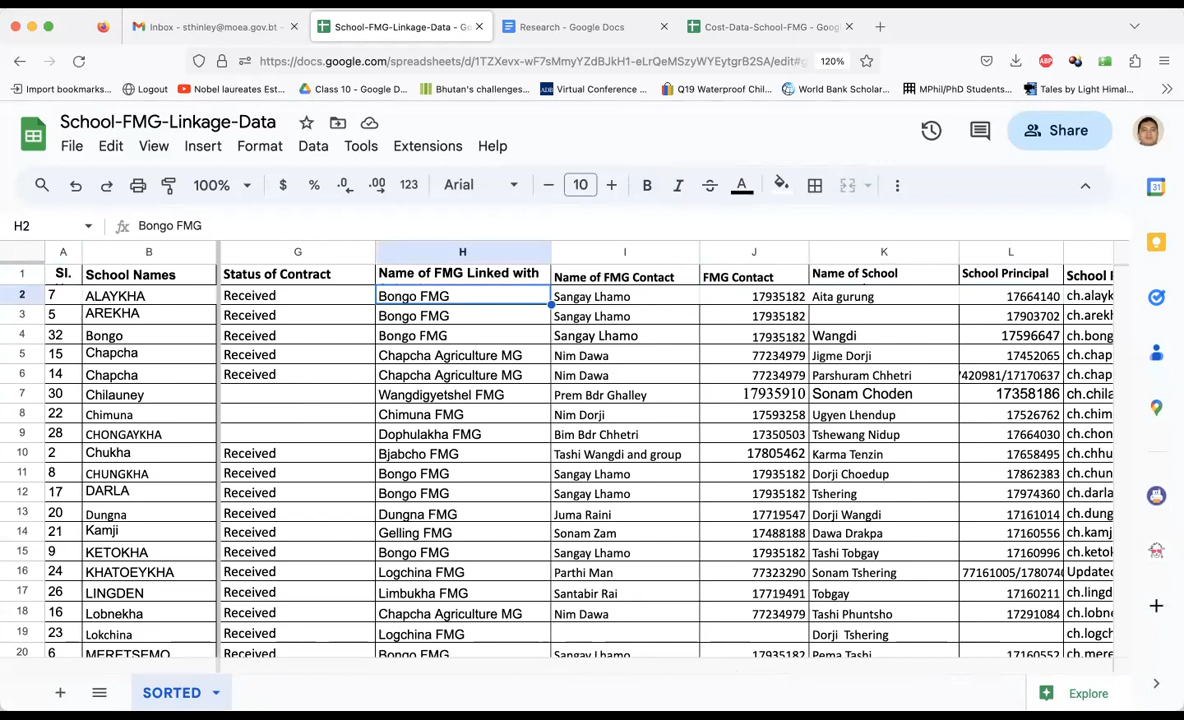 Inbox - sthinley@moea.gov.bt -
School-FMG-Linkage-Data - Go
Research - Google Docs
Cost-Data-School-FMG - Goog
https://docs.google.com/spreadsheets/d/1TZXevx-wF7sMmyYZdBJkH1-eLrQeMSzyWYEytgrB2SA/edit#g
120%
Import bookmarks...
Logout
Nobel laureates Est...
Class 10 - Google D...
Bhutan's challenges...
ADB
Virtual Conference ...
Q19 Waterproof Chil...
World Bank Scholar...
MPhil/PhD Students...
Tales by Light Himal...
School-FMG-Linkage-Data
Share
File Edit View Insert Format Data Tools Extensions Help
100% $ % .0 .00 123 Arial 10 B I A
H2 fx Bongo FMG
A B G H I J K L
1 Sl. School Names Status of Contract Name of FMG Linked with Name of FMG Contact FMG Contact Name of School School Principal School
2 7 ALAYKHA Received Bongo FMG Sangay Lhamo 17935182 Aita gurung 17664140 ch.alayk
3 5 AREKHA Received Bongo FMG Sangay Lhamo 17935182 17903702 ch.arekh
4 32 Bongo Received Bongo FMG Sangay Lhamo 17935182 Wangdi 17596647 ch.bong
5 15 Chapcha Received Chapcha Agriculture MG Nim Dawa 77234979 Jigme Dorji 17452065 ch.chap
6 14 Chapcha Received Chapcha Agriculture MG Nim Dawa 77234979 Parshuram Chhetri 7420981/17170637 ch.chap
7 30 Chilauney Wangdigyetshel FMG Prem Bdr Ghalley 17935910 Sonam Choden 17358186 ch.chila
8 22 Chimuna Chimuna FMG Nim Dorji 17593258 Ugyen Lhendup 17526762 ch.chim
9 28 CHONGAYKHA Dophulakha FMG Bim Bdr Chhetri 17350503 Tshewang Nidup 17664030 ch.chon
10 2 Chukha Received Bjabcho FMG Tashi Wangdi and group 17805462 Karma Tenzin 17658495 ch.chhu
11 8 CHUNGKHA Received Bongo FMG Sangay Lhamo 17935182 Dorji Choedup 17862383 ch.chun
12 17 DARLA Received Bongo FMG Sangay Lhamo 17935182 Tshering 17974360 ch.darla
13 20 Dungna Received Dungna FMG Juma Raini 17719547 Dorji Wangdi 17161014 ch.dung
14 21 Kamji Received Gelling FMG Sonam Zam 17488188 Dawa Drakpa 17160556 ch.kamj
15 9 KETOKHA Received Bongo FMG Sangay Lhamo 17935182 Tashi Tobgay 17160996 ch.ketok
16 24 KHATOEYKHA Received Logchina FMG Parthi Man 77323290 Sonam Tshering 77161005/1780740 Updated
17 26 LINGDEN Received Limbukha FMG Santabir Rai 17719491 Tobgay 17160211 ch.lingd
18 16 Lobnekha Received Chapcha Agriculture MG Nim Dawa 77234979 Tashi Phuntsho 17291084 ch.lobne
19 23 Lokchina Received Logchina FMG Dorji Tshering ch.logch
20 6 MERETSEMO Received Bongo FMG Sangay Lhamo 17935182 Pema Tashi 17160552 ch.mere
SORTED
Explore